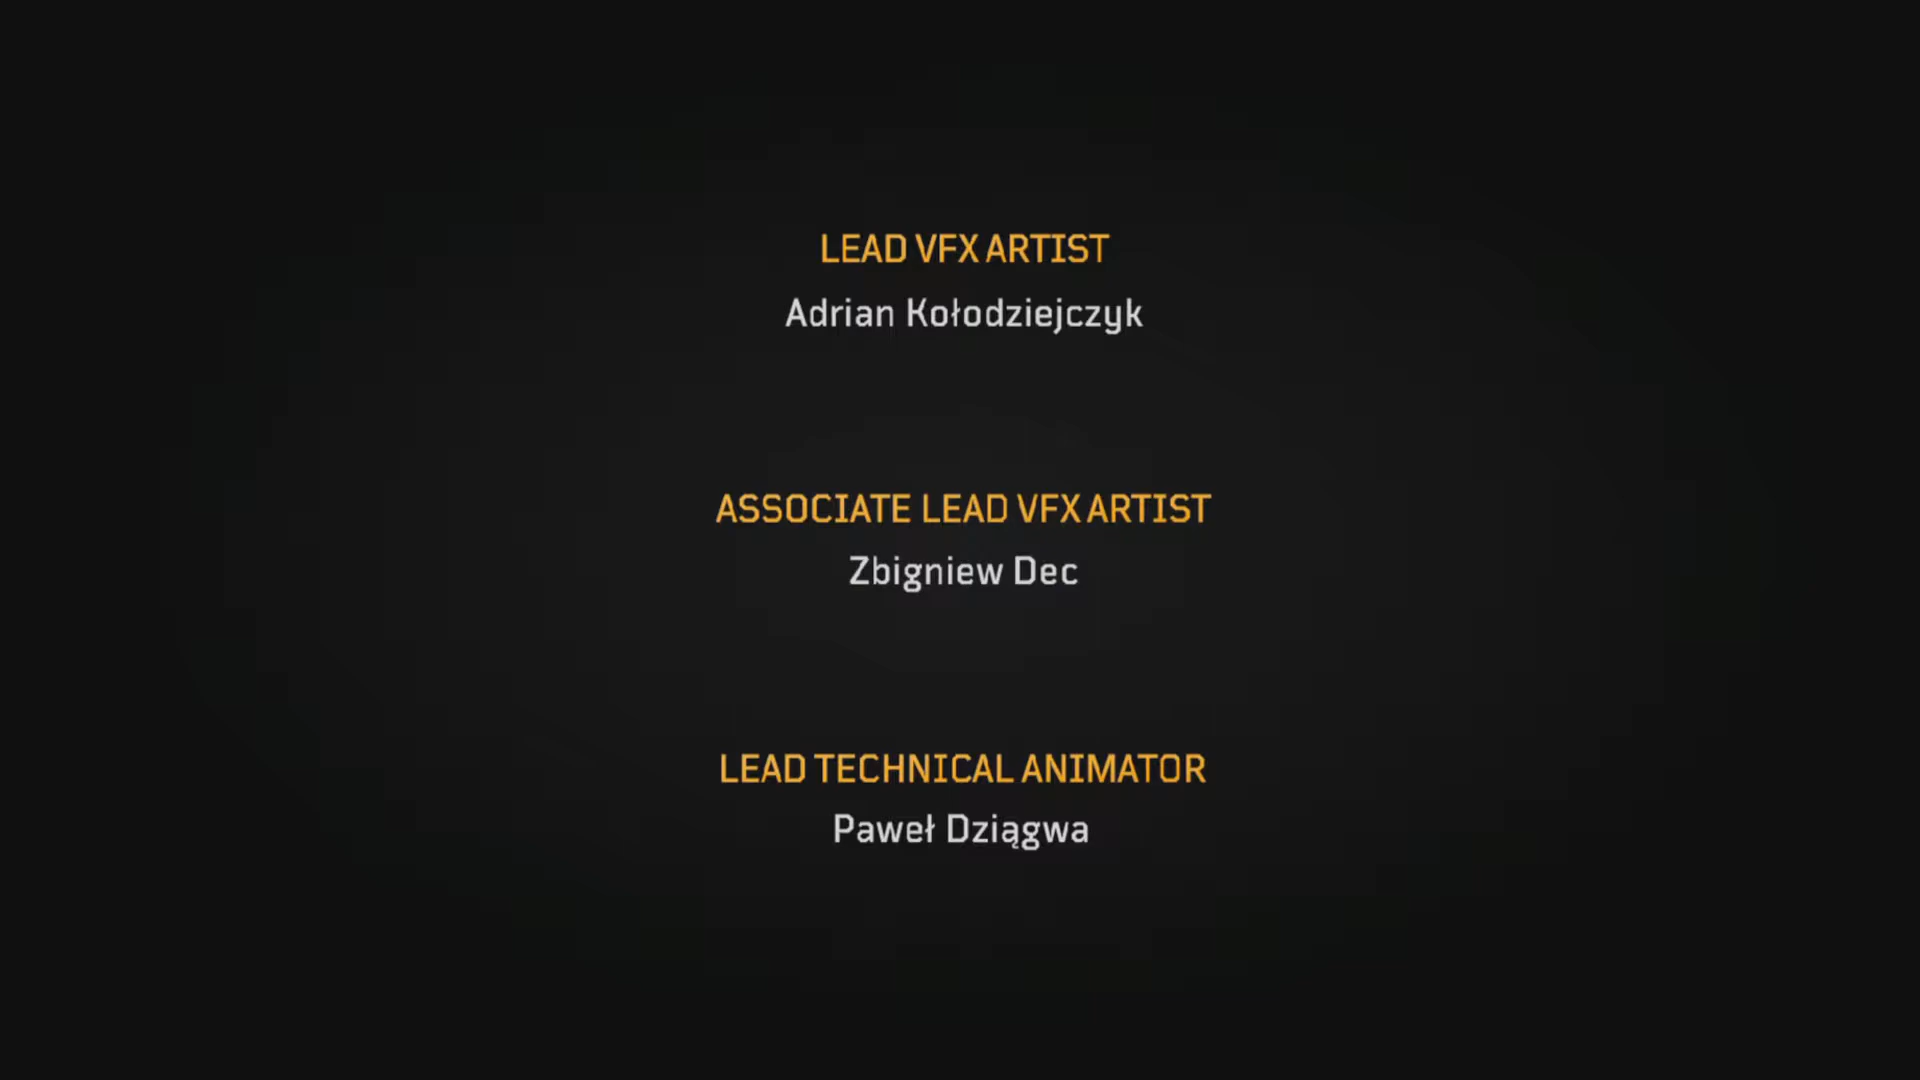 LEAD VFX ARTIST
Adrian Kołodziejczyk
ASSOCIATE LEAD VFX ARTIST
Zbigniew Dec
LEAD TECHNICAL ANIMATOR
Paweł Dziągwa